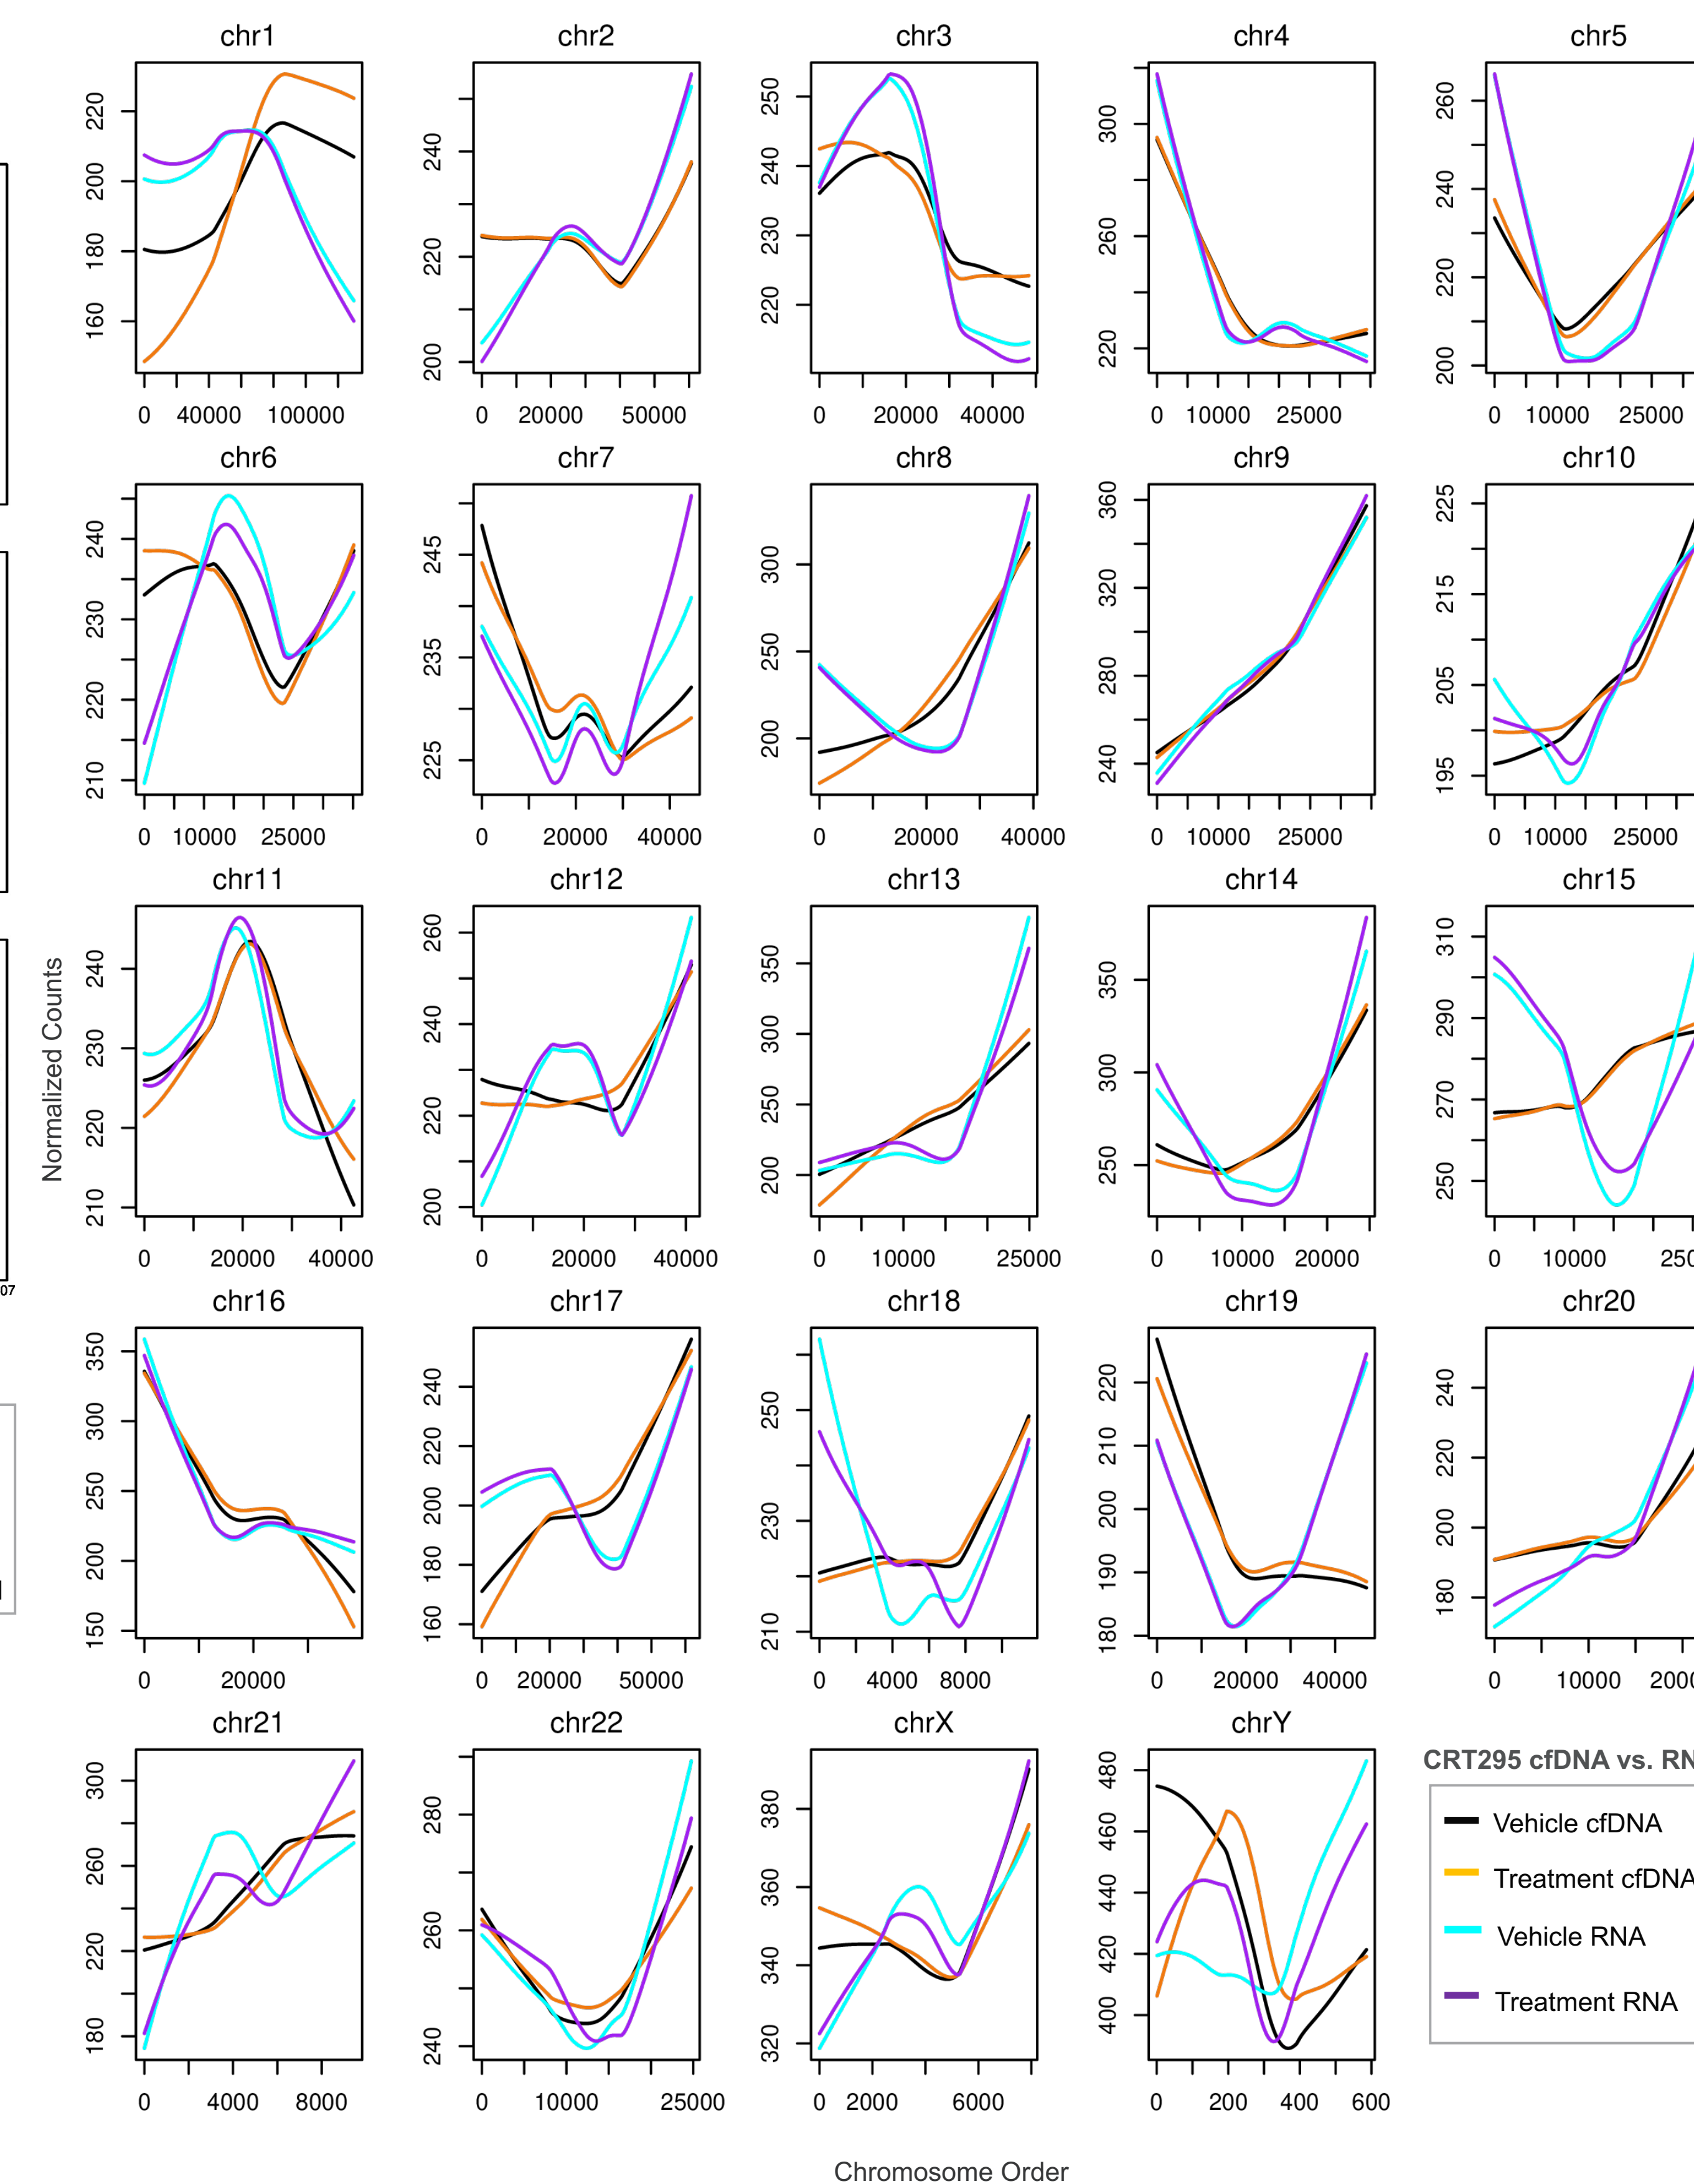 chr1 chr2 chr3 chr4 chr5
160 180 200 220
200 220 240
220 230 240 250
220 260 300
200 220 240 260
0 40000 100000 0 20000 50000 0 20000 40000 0 10000 25000 0 10000 25000
chr6 chr7 chr8 chr9 chr10
210 220 230 240
225 235 245
200 250 300
240 280 320 360
195 205 215 225
0 10000 25000 0 20000 40000 0 20000 40000 0 10000 25000 0 10000 25000
chr11 chr12 chr13 chr14 chr15
Normalized Counts
210 220 230 240
200 220 240 260
200 250 300 350
250 300 350
250 270 290 310
0 20000 40000 0 20000 40000 0 10000 25000 0 10000 20000 0 10000 250
07
chr16 chr17 chr18 chr19 chr20
150 200 250 300 350
160 180 200 220 240
210 230 250
180 190 200 210 220
180 200 220 240
0 20000 0 20000 50000 0 4000 8000 0 20000 40000 0 10000 2000
chr21 chr22 chrX chrY
180 220 260 300
240 260 280
320 340 360 380
400 420 440 460 480
0 4000 8000 0 10000 25000 0 2000 6000 0 200 400 600
CRT295 cfDNA vs. RN
Vehicle cfDNA
Treatment cfDNA
Vehicle RNA
Treatment RNA
Chromosome Order